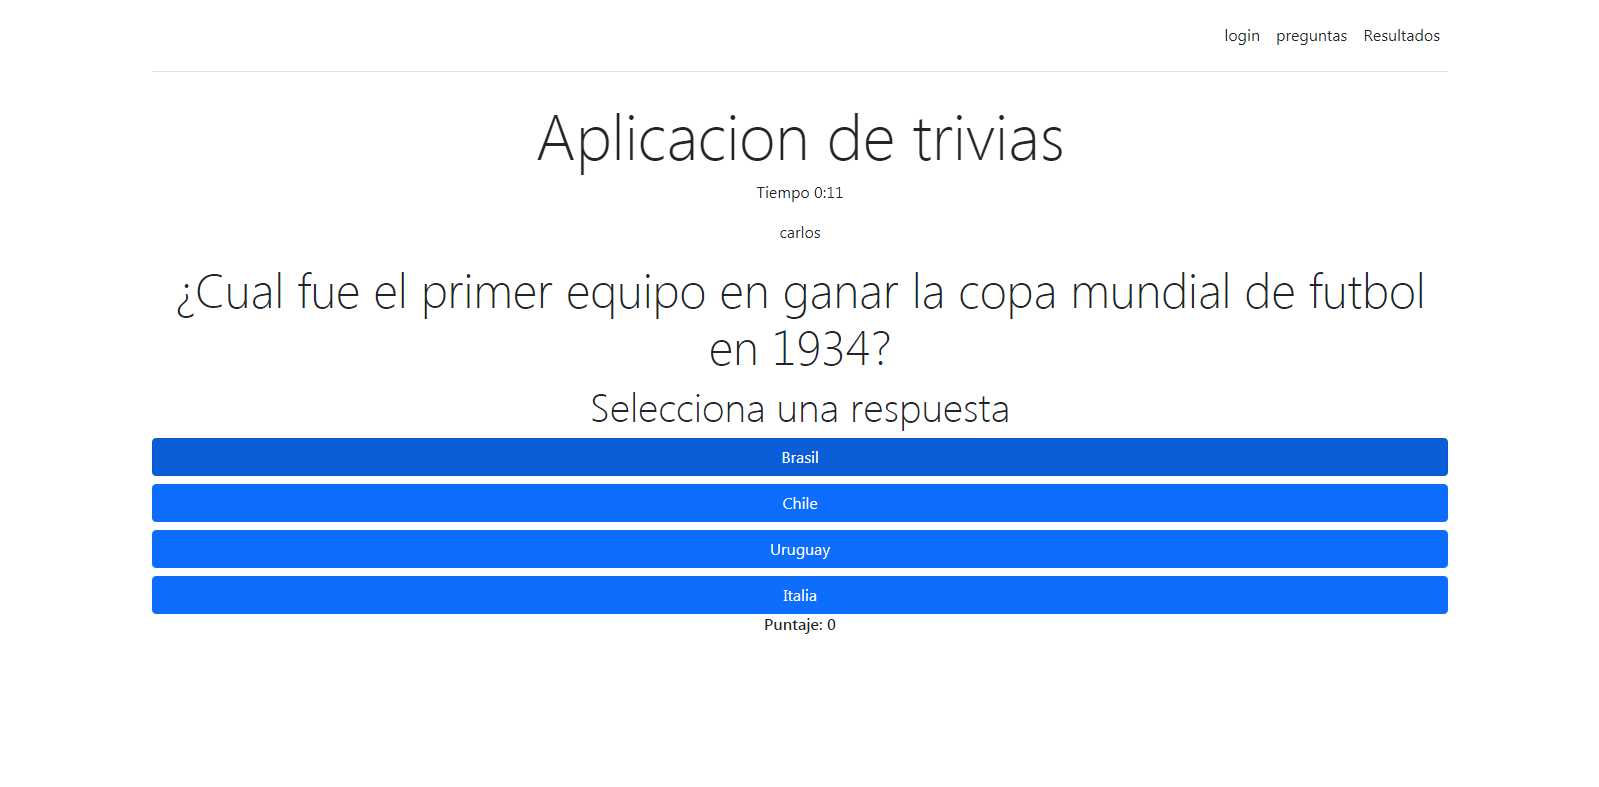 login preguntas Resultados
Aplicacion de trivias
Tiempo 0:11
carlos
¿Cual fue el primer equipo en ganar la copa mundial de futbol
en 1934?
Selecciona una respuesta
Brasil
Chile
Uruguay
Italia
Puntaje: 0